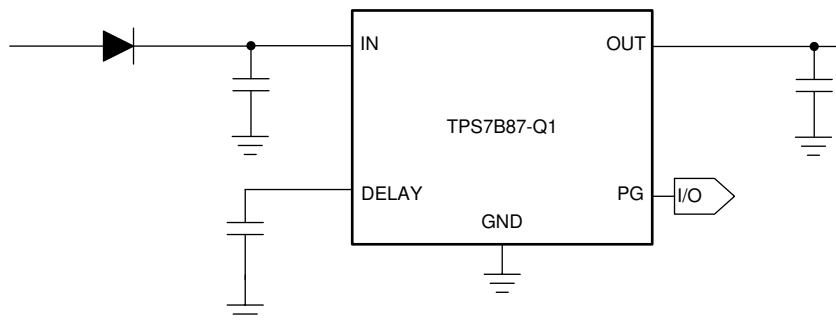 IN
OUT
TPS7B87-Q1
DELAY
PG
I/O
GND